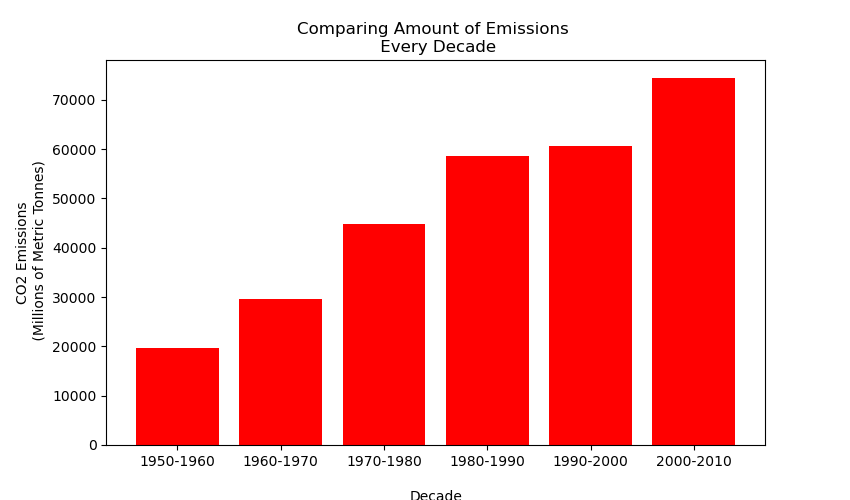 Comparing Amount of Emissions
Every Decade
CO2 Emissions
(Millions of Metric Tonnes)
70000
60000
50000
40000
30000
20000
10000
0
1950-1960 1960-1970 1970-1980 1980-1990 1990-2000 2000-2010
Decade